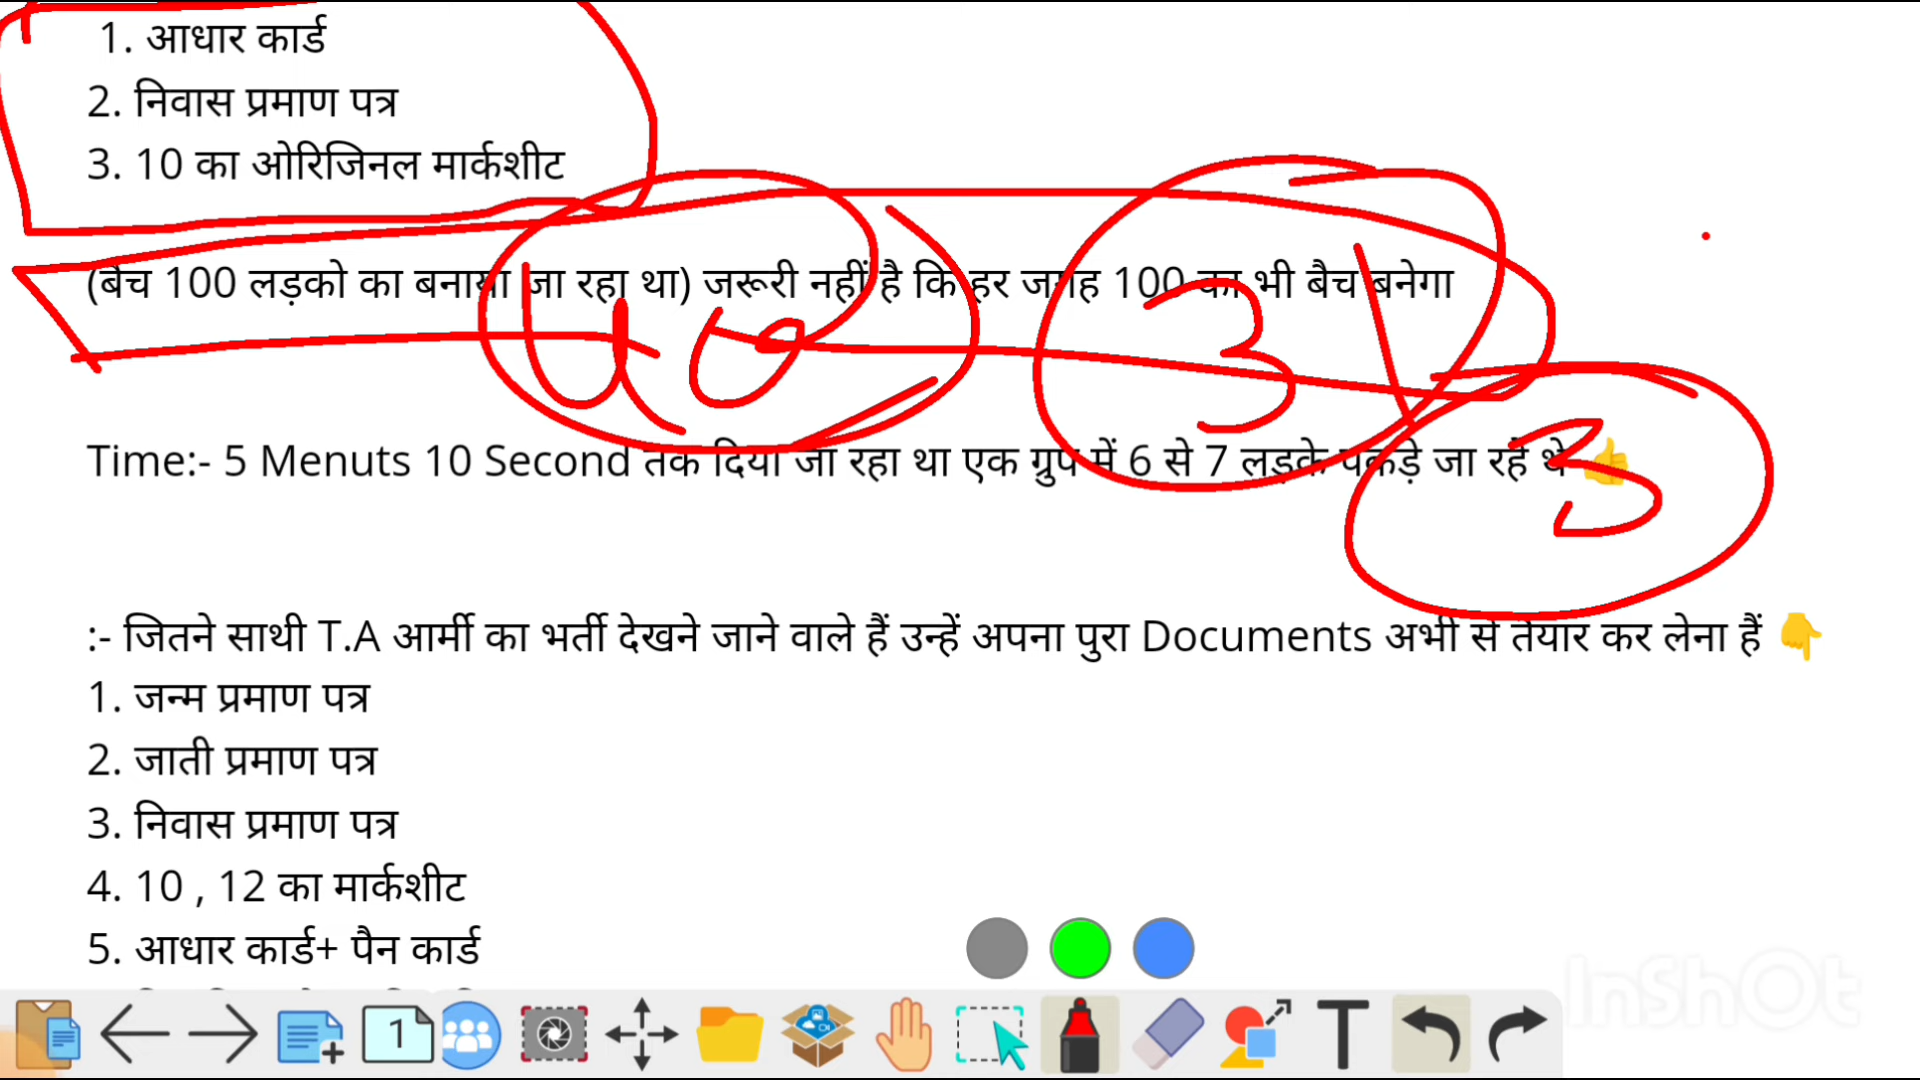 1. आधार कार्ड
2. निवास प्रमाण पत्र
3. 10 का ओरिजिनल मार्कशीट
(बैच 100 लड़को का बनाया जा रहा था) जरूरी नहीं है कि हर जगह 100 का भी बैच बनेगा
40
3
3
Time:- 5 Menuts 10 Second तक दिया जा रहा था एक ग्रुप में 6 से 7 लड़के पकड़े जा रहे थे 👍
:- जितने साथी T.A आर्मी का भर्ती देखने जाने वाले हैं उन्हें अपना पुरा Documents अभी से तैयार कर लेना हैं 👇
1. जन्म प्रमाण पत्र
2. जाती प्रमाण पत्र
3. निवास प्रमाण पत्र
4. 10 , 12 का मार्कशीट
5. आधार कार्ड+ पैन कार्ड
InShOt
1
T